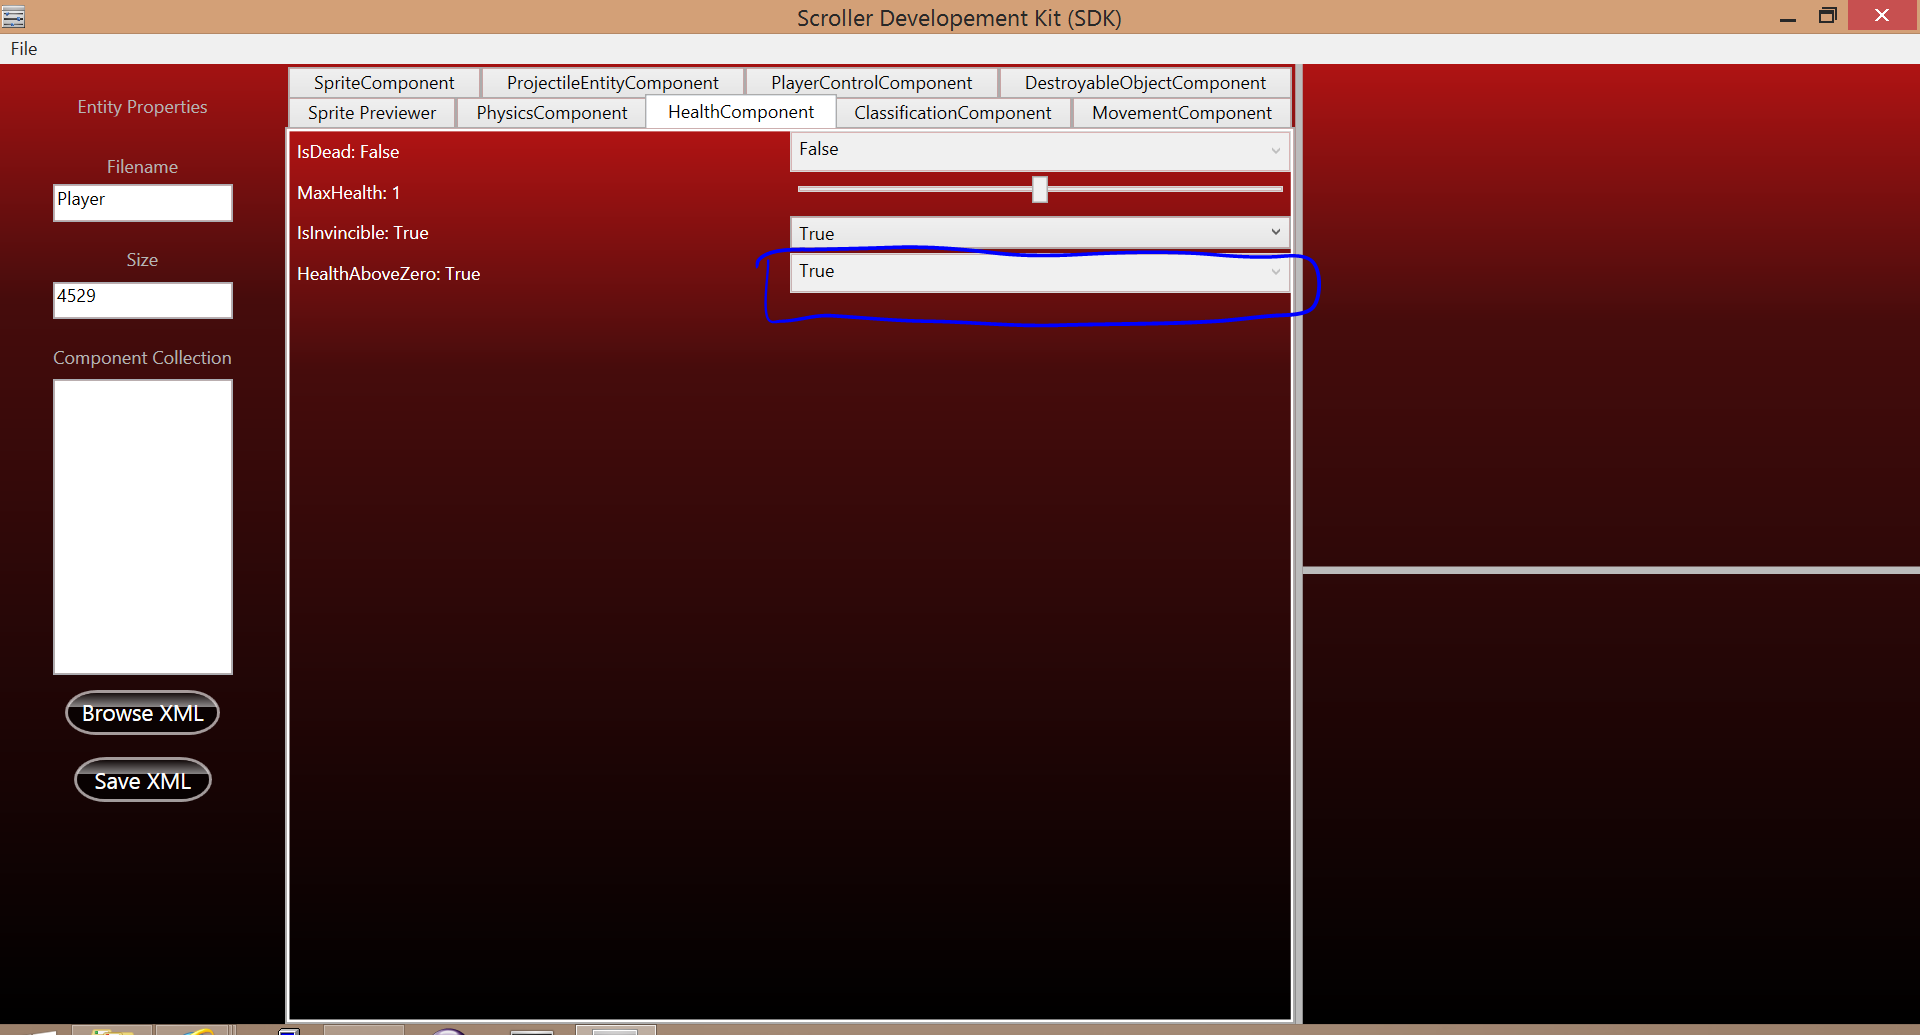 Scroller Developement Kit (SDK)
File
Entity Properties
Filename
Player
Size
4529
Component Collection
Browse XML
Save XML
SpriteComponent ProjectileEntityComponent PlayerControlComponent DestroyableObjectComponent
Sprite Previewer PhysicsComponent HealthComponent ClassificationComponent MovementComponent
IsDead: False False
MaxHealth: 1
IsInvincible: True True
HealthAboveZero: True True